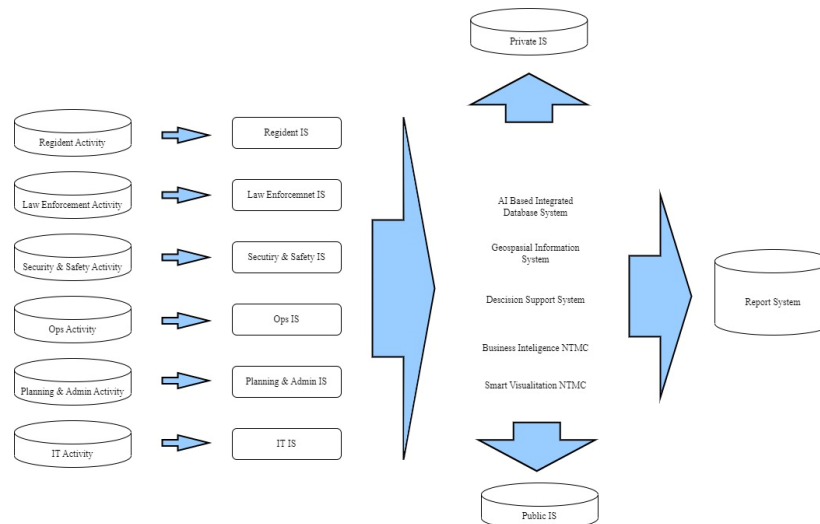 Private IS
Regident Activity
Regident IS
Law Enforcement Activity
Law Enforcemnet IS
AI Based Integrated
Database System
Security & Safety Activity
Secutiry & Safety IS
Geospasial Information
System
Ops Activity
Ops IS
Descision Support System
Report System
Planning & Admin Activity
Planning & Admin IS
Business Inteligence NTMC
Smart Visualitation NTMC
IT Activity
IT IS
Public IS